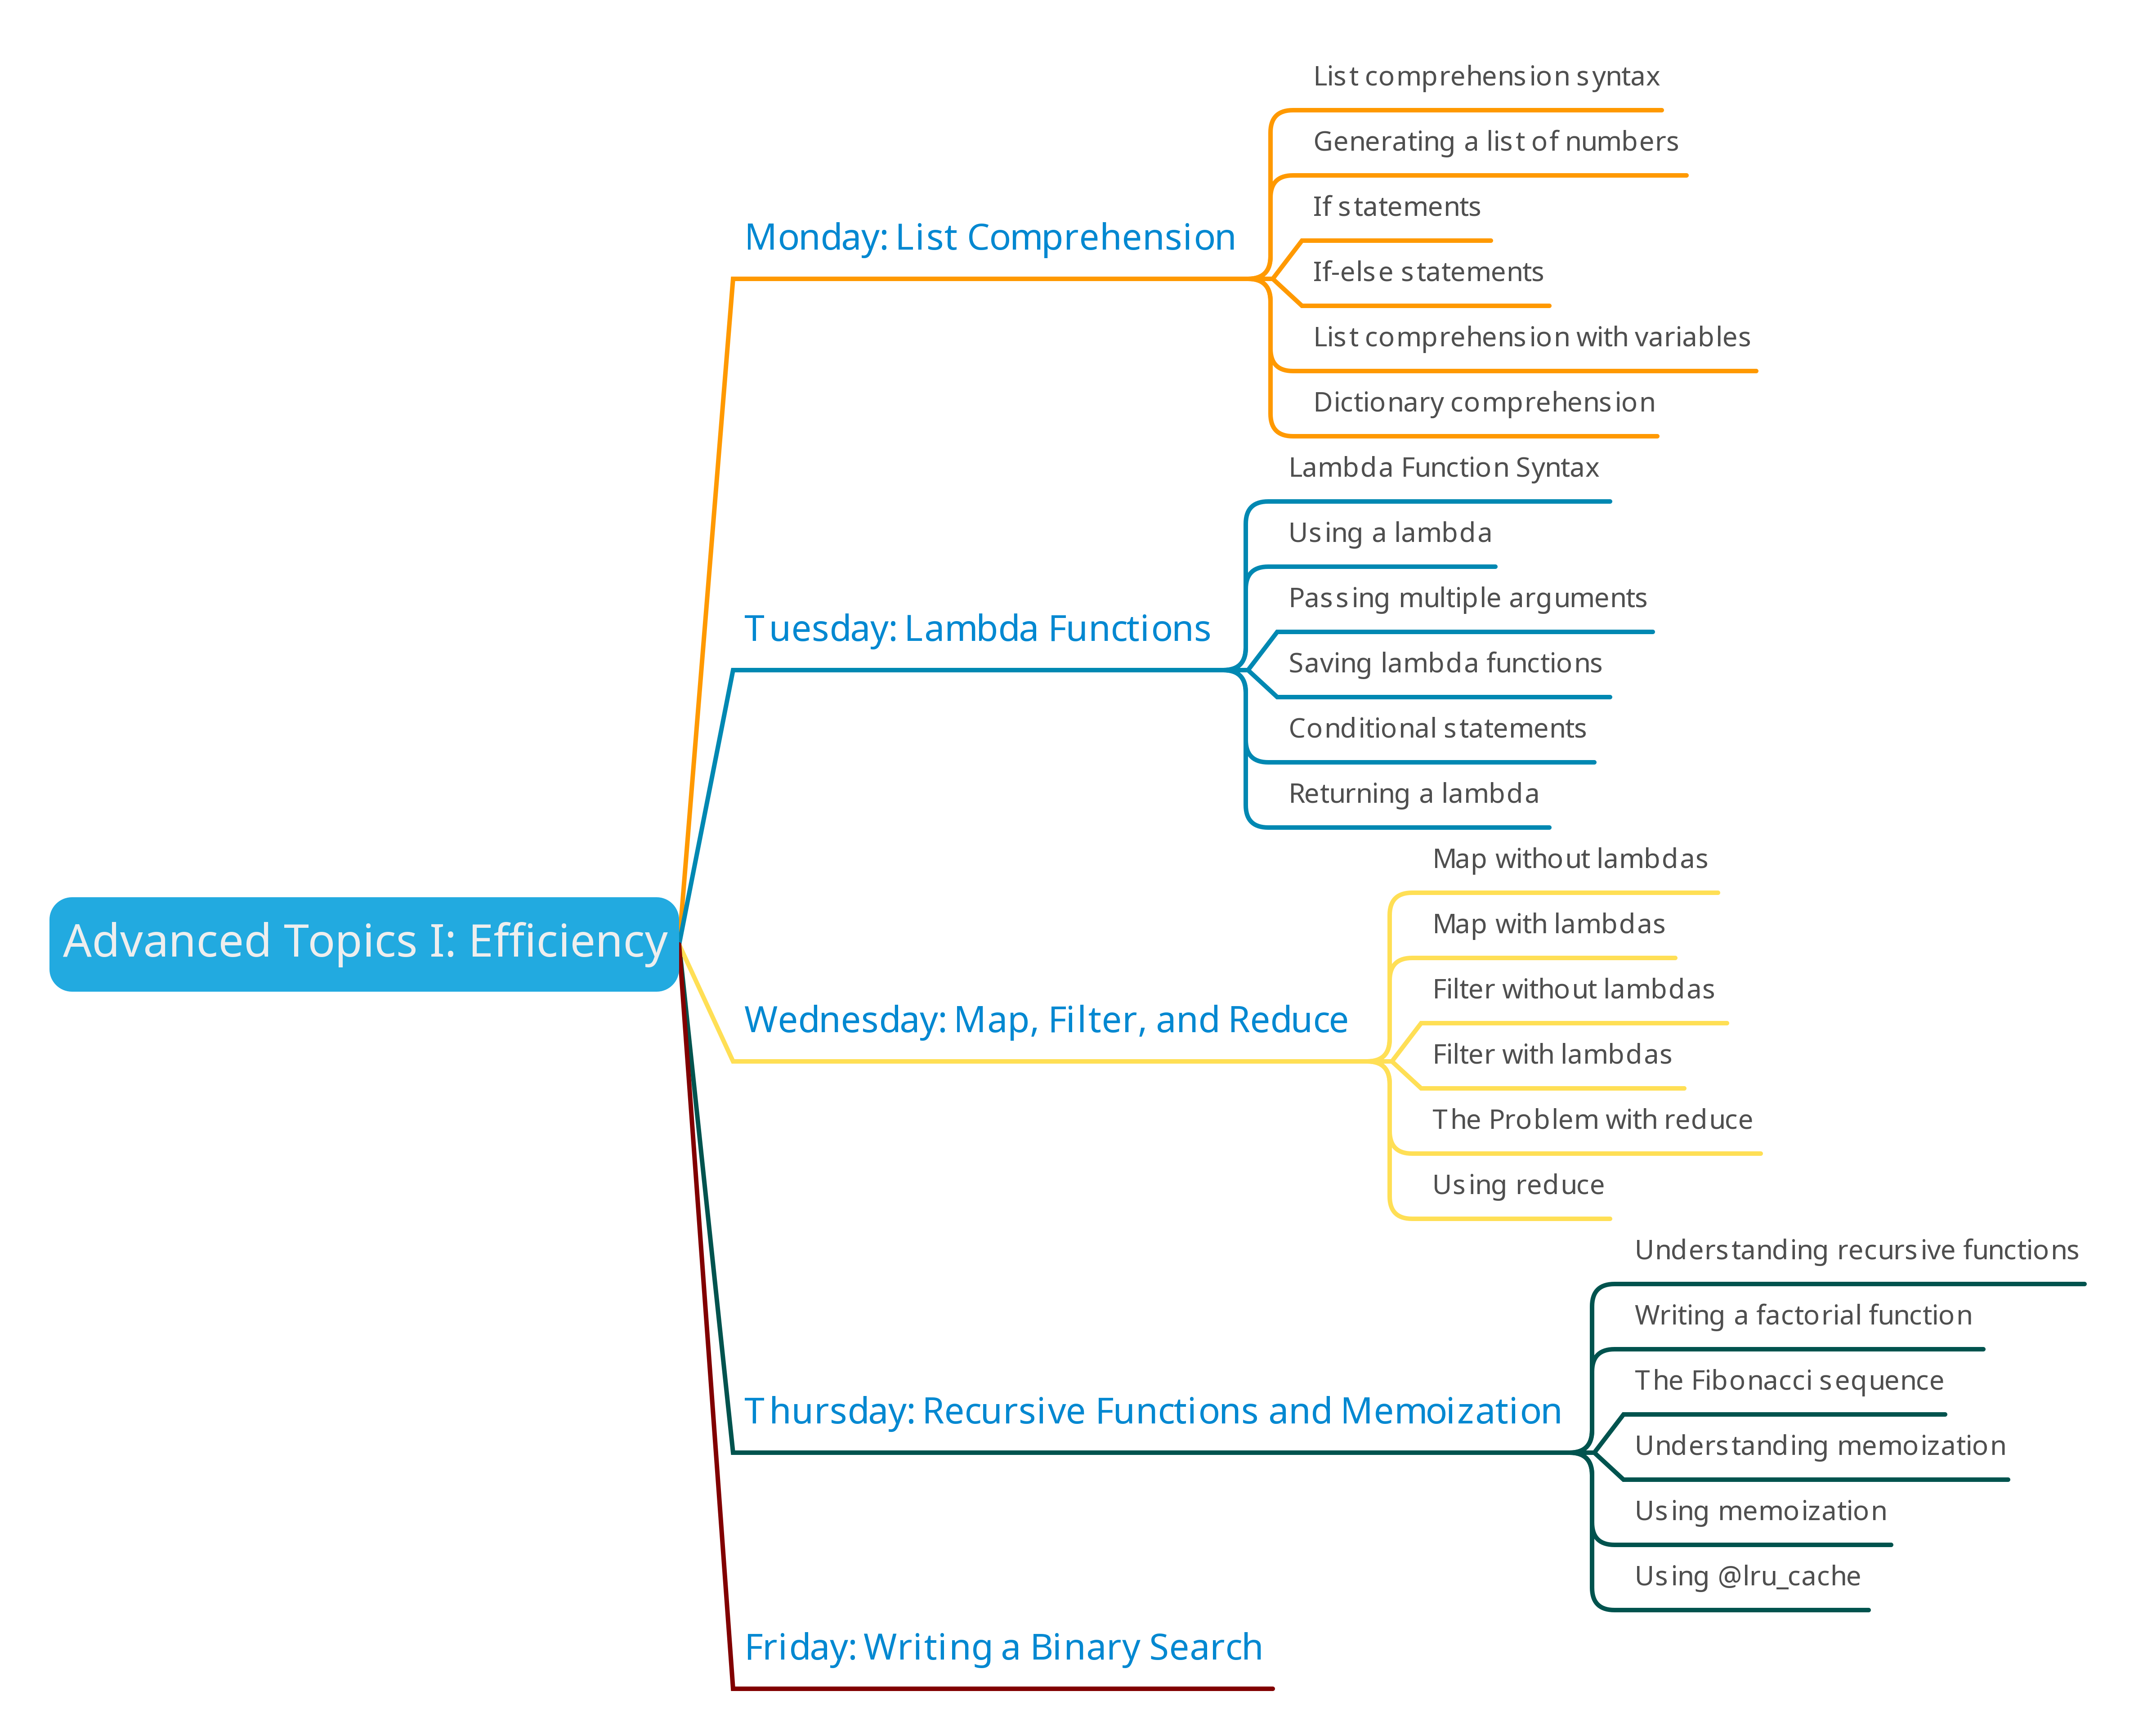 Advanced Topics I: Efficiency
Monday: List Comprehension
List comprehension syntax
Generating a list of numbers
If statements
If-else statements
List comprehension with variables
Dictionary comprehension
Tuesday: Lambda Functions
Lambda Function Syntax
Using a lambda
Passing multiple arguments
Saving lambda functions
Conditional statements
Returning a lambda
Wednesday: Map, Filter, and Reduce
Map without lambdas
Map with lambdas
Filter without lambdas
Filter with lambdas
The Problem with reduce
Using reduce
Thursday: Recursive Functions and Memoization
Understanding recursive functions
Writing a factorial function
The Fibonacci sequence
Understanding memoization
Using memoization
Using @lru_cache
Friday: Writing a Binary Search